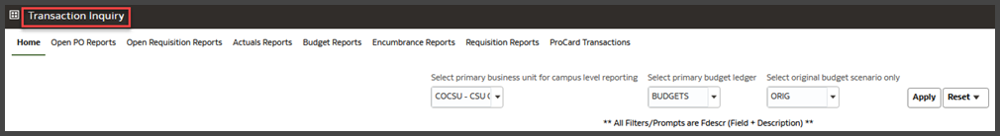 Transaction Inquiry
Home Open PO Reports Open Requisition Reports Actuals Reports Budget Reports Encumbrance Reports Requisition Reports ProCard Transactions
Select primary business unit for campus level reporting Select primary budget ledger Select original budget scenario only
COCSU - CSU BUDGETS ORIG Apply Reset
** All Filters/Prompts are Fdescr (Field + Description) **